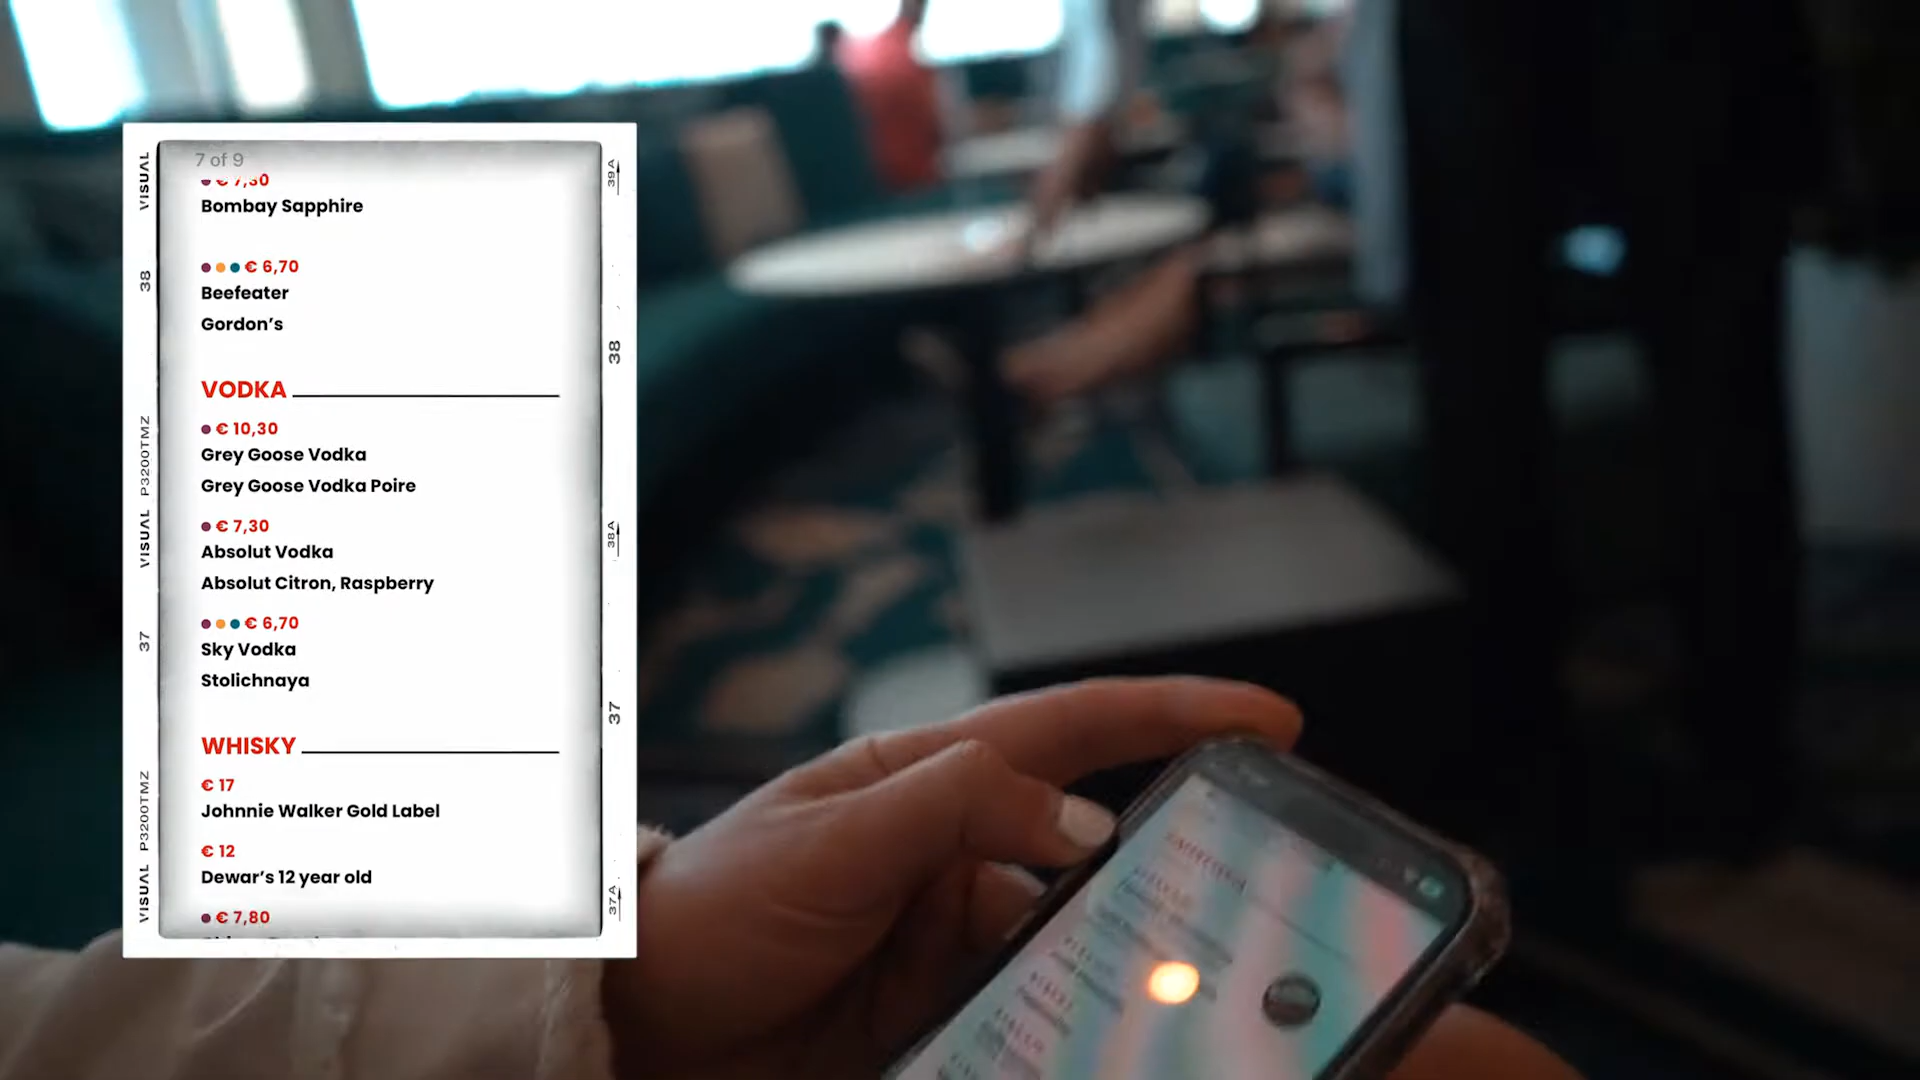 7 of 9
€ 7,30
Bombay Sapphire
€ 6,70
Beefeater
Gordon’s
VODKA
€ 10,30
Grey Goose Vodka
Grey Goose Vodka Poire
€ 7,30
Absolut Vodka
Absolut Citron, Raspberry
€ 6,70
Sky Vodka
Stolichnaya
WHISKY
€ 17
Johnnie Walker Gold Label
€ 12
Dewar’s 12 year old
€ 7,80
VISUAL
38
P3200TMZ
VISUAL
37
P3200TMZ
VISUAL
39A
38
38A
37
37A